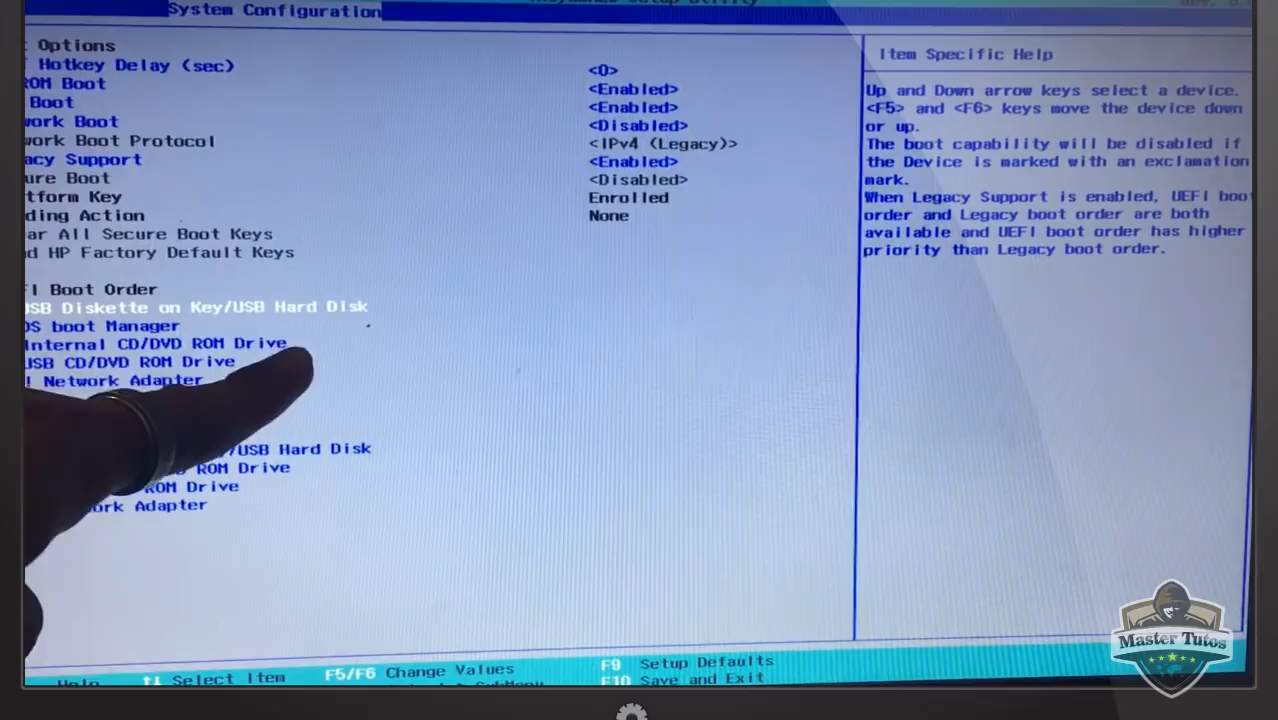 System Configuration
Options
Hotkey Delay (sec)
<0>
ROM Boot
<Enabled>
Boot
<Enabled>
work Boot
<Disabled>
work Boot Protocol
<IPv4 (Legacy)>
acy Support
<Enabled>
ure Boot
<Disabled>
tform Key
Enrolled
ding Action
None
ar All Secure Boot Keys
d HP Factory Default Keys
I Boot Order
USB Diskette on Key/USB Hard Disk
OS boot Manager
Internal CD/DVD ROM Drive
USB CD/DVD ROM Drive
! Network Adapter
/USB Hard Disk
ROM Drive
ROM Drive
ork Adapter
Item Specific Help
Up and Down arrow keys select a device.
<F5> and <F6> keys move the device down
or up.
The boot capability will be disabled if
the Device is marked with an exclamation
mark.
When Legacy Support is enabled, UEFI boo
order and Legacy boot order are both
available and UEFI boot order has higher
priority than Legacy boot order.
Help
↑↓ Select Item
F5/F6 Change Values
F9 Setup Defaults
F10 Save and Exit
Master Tutos